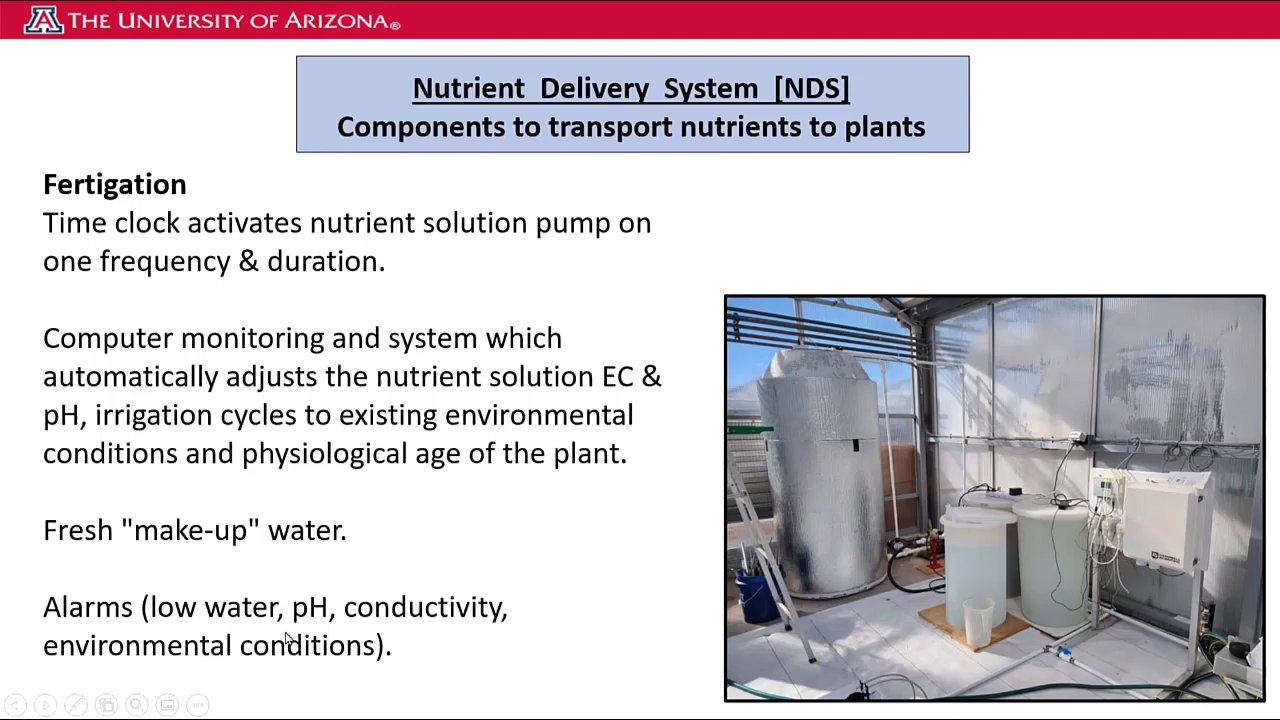 THE UNIVERSITY OF ARIZONA®
Nutrient Delivery System [NDS]
Components to transport nutrients to plants
Fertigation
Time clock activates nutrient solution pump on
one frequency & duration.
Computer monitoring and system which
automatically adjusts the nutrient solution EC &
pH, irrigation cycles to existing environmental
conditions and physiological age of the plant.
Fresh "make-up" water.
Alarms (low water, pH, conductivity,
environmental conditions).